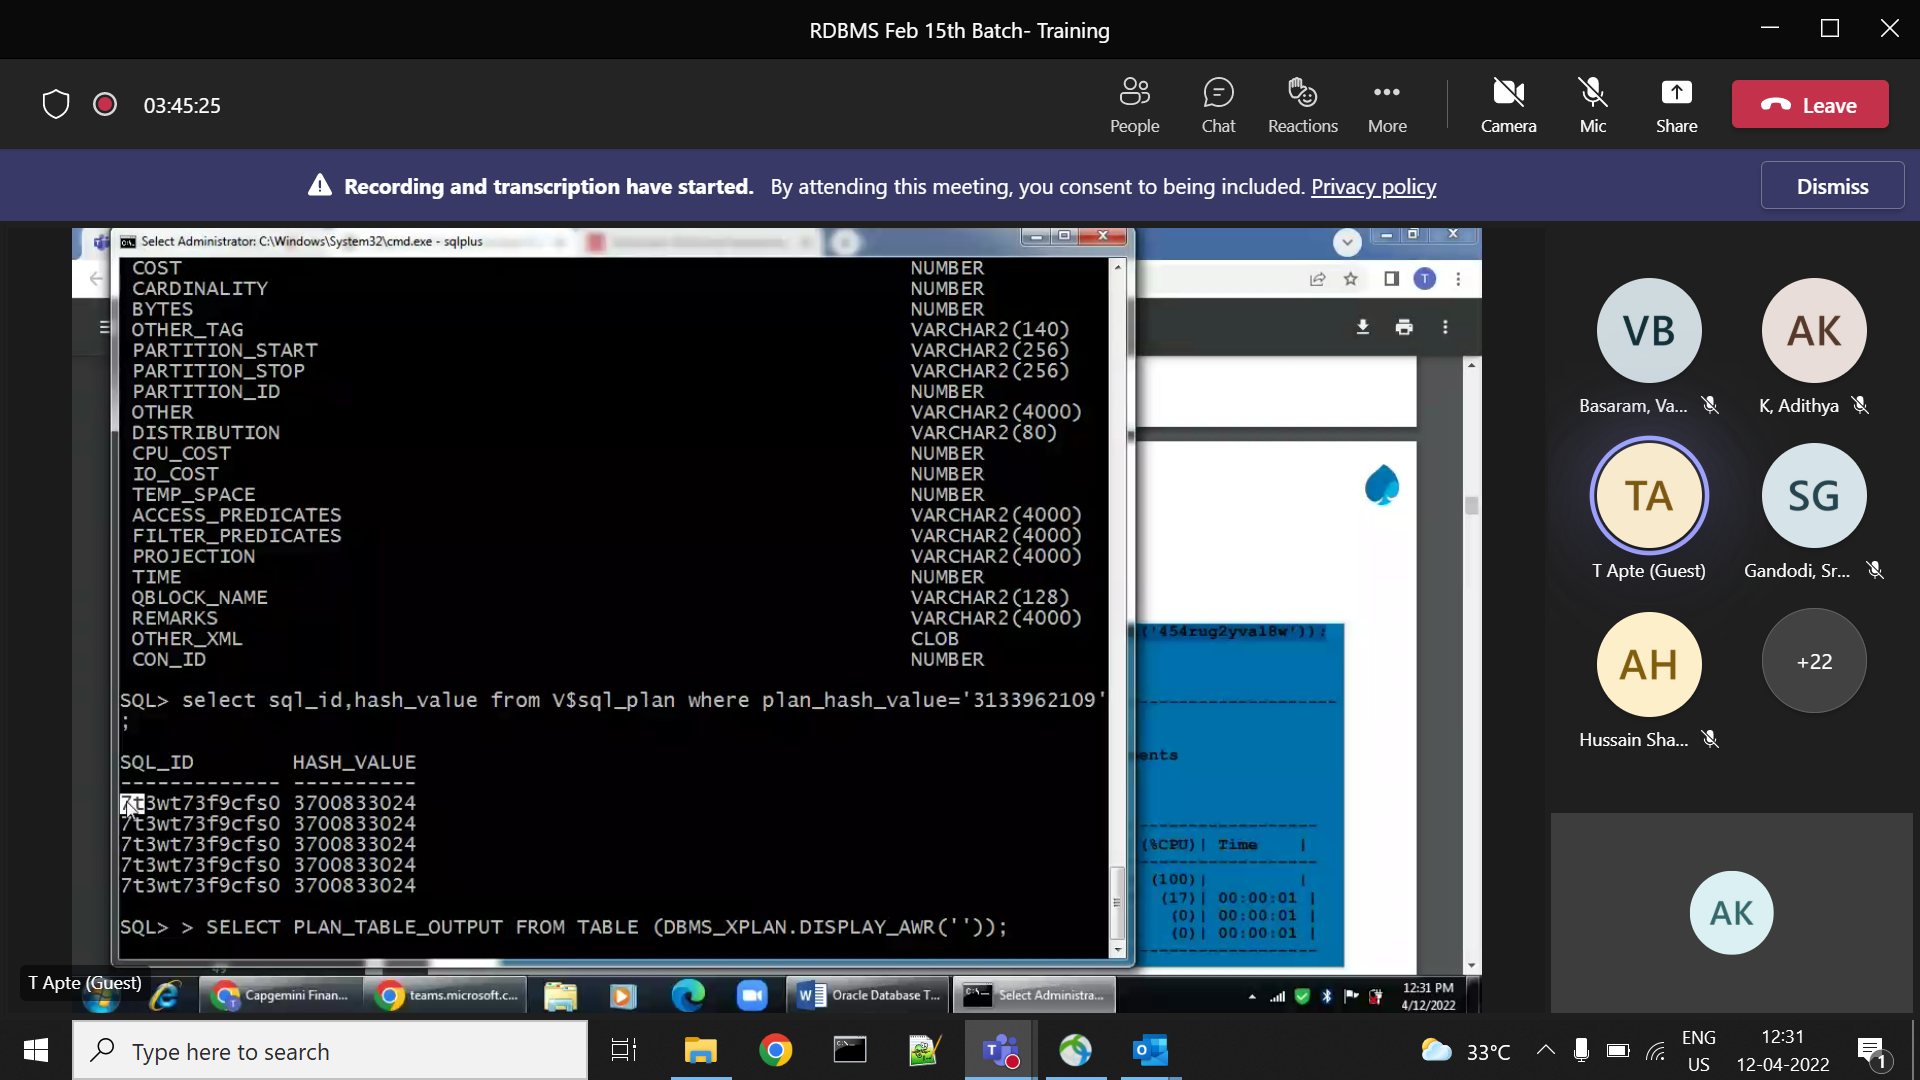 RDBMS Feb 15th Batch- Training
03:45:25
People
Chat
Reactions
More
Camera
Mic
Share
Leave
Recording and transcription have started. By attending this meeting, you consent to being included. Privacy policy
Dismiss
Select Administrator: C:\Windows\System32\cmd.exe - sqlplus
T
COST NUMBER
CARDINALITY NUMBER
BYTES NUMBER
OTHER_TAG VARCHAR2(140)
PARTITION_START VARCHAR2(256)
PARTITION_STOP VARCHAR2(256)
PARTITION_ID NUMBER
OTHER VARCHAR2(4000)
DISTRIBUTION VARCHAR2(80)
CPU_COST NUMBER
IO_COST NUMBER
TEMP_SPACE NUMBER
ACCESS_PREDICATES VARCHAR2(4000)
FILTER_PREDICATES VARCHAR2(4000)
PROJECTION VARCHAR2(4000)
TIME NUMBER
QBLOCK_NAME VARCHAR2(128)
REMARKS VARCHAR2(4000)
OTHER_XML CLOB
CON_ID NUMBER
SQL> select sql_id,hash_value from V$sql_plan where plan_hash_value='3133962109'
;
SQL_ID HASH_VALUE
------------- ----------
7t3wt73f9cfs0 3700833024
7t3wt73f9cfs0 3700833024
7t3wt73f9cfs0 3700833024
7t3wt73f9cfs0 3700833024
7t3wt73f9cfs0 3700833024
SQL> > SELECT PLAN_TABLE_OUTPUT FROM TABLE (DBMS_XPLAN.DISPLAY_AWR(''));
('454rug2yva18w'));
ents
(%CPU)| Time |
(100)| |
(17)| 00:00:01 |
(0)| 00:00:01 |
(0)| 00:00:01 |
VB
Basaram, Va...
AK
K, Adithya
TA
T Apte (Guest)
SG
Gandodi, Sr...
AH
Hussain Sha...
+22
AK
T Apte (Guest)
Capgemini Finan...
teams.microsoft.c...
W
Oracle Database T...
Select Administra...
12:31 PM
4/12/2022
Type here to search
33°C
ENG
US
12:31
12-04-2022
1